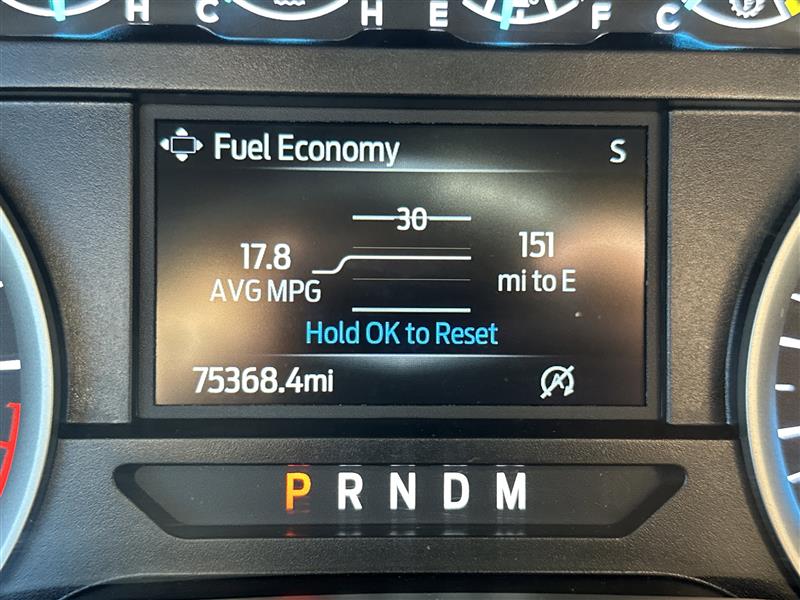 H C H E F C
Fuel Economy S
30
17.8 151
AVG MPG mi to E
Hold OK to Reset
75368.4mi A
P R N D M